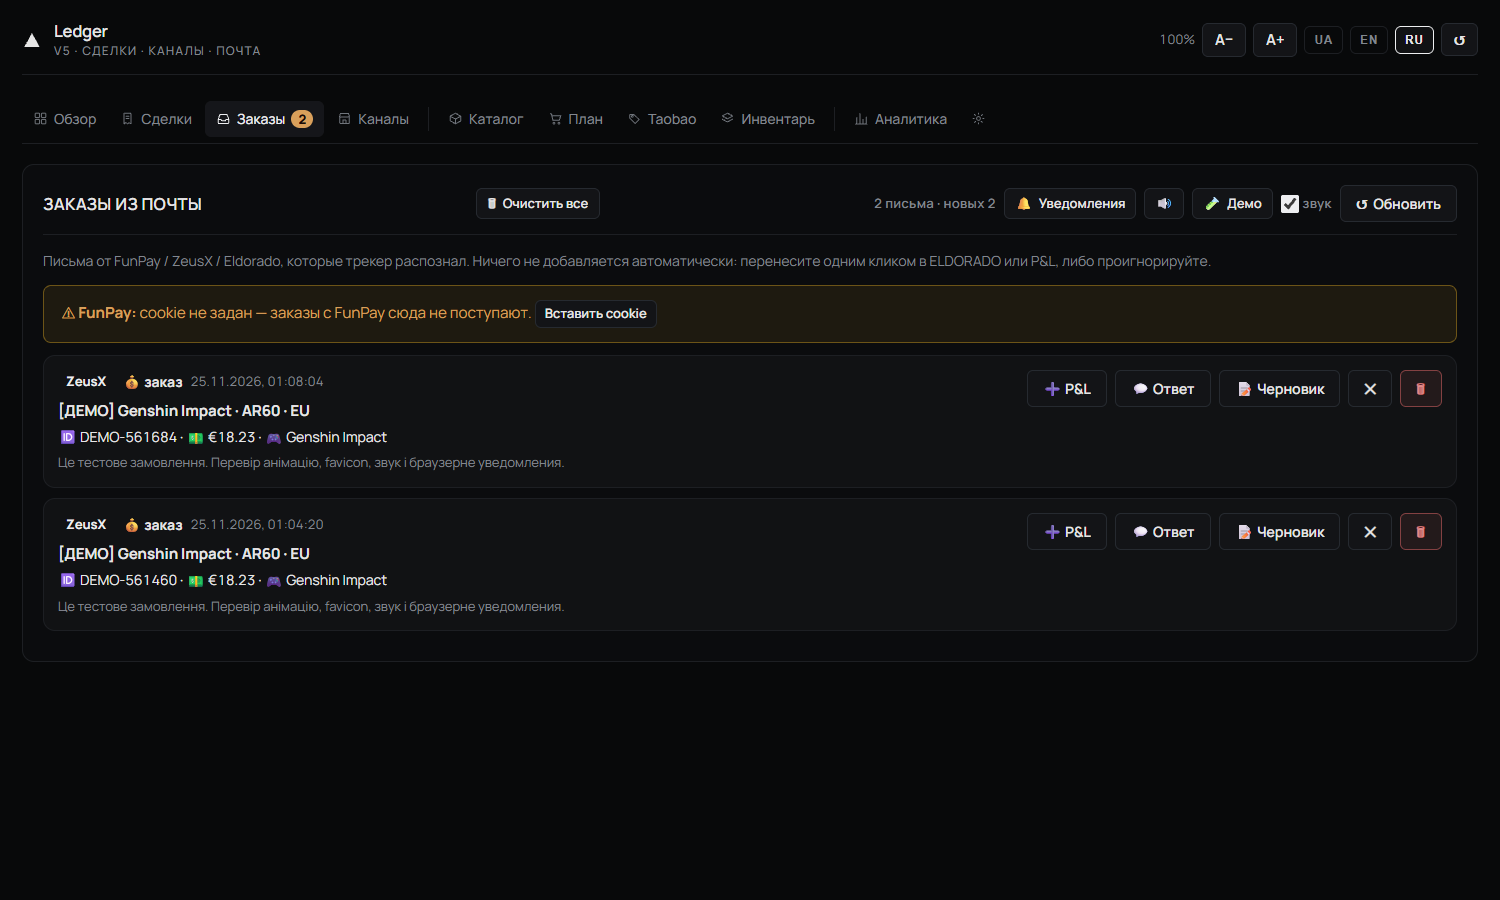 Ledger
V5 · СДЕЛКИ · КАНАЛЫ · ПОЧТА
100% A− A+ UA EN RU ↺
Обзор Сделки Заказы 2 Каналы Каталог План Taobao Инвентарь Аналитика
ЗАКАЗЫ ИЗ ПОЧТЫ Очистить все 2 письма · новых 2 Уведомления Демо звук ↺ Обновить
Письма от FunPay / ZeusX / Eldorado, которые трекер распознал. Ничего не добавляется автоматически: перенесите одним кликом в ELDORADO или P&L, либо проигнорируйте.
⚠ FunPay: cookie не задан — заказы с FunPay сюда не поступают. Вставить cookie
ZeusX 💰 заказ 25.11.2026, 01:08:04 ➕ P&L 💬 Ответ 📝 Черновик ✕
[ДЕМО] Genshin Impact · AR60 · EU
🆔 DEMO-561684 · 💵 €18.23 · 🎮 Genshin Impact
Це тестове замовлення. Перевір анімацію, favicon, звук і браузерне уведомления.
ZeusX 💰 заказ 25.11.2026, 01:04:20 ➕ P&L 💬 Ответ 📝 Черновик ✕
[ДЕМО] Genshin Impact · AR60 · EU
🆔 DEMO-561460 · 💵 €18.23 · 🎮 Genshin Impact
Це тестове замовлення. Перевір анімацію, favicon, звук і браузерне уведомления.